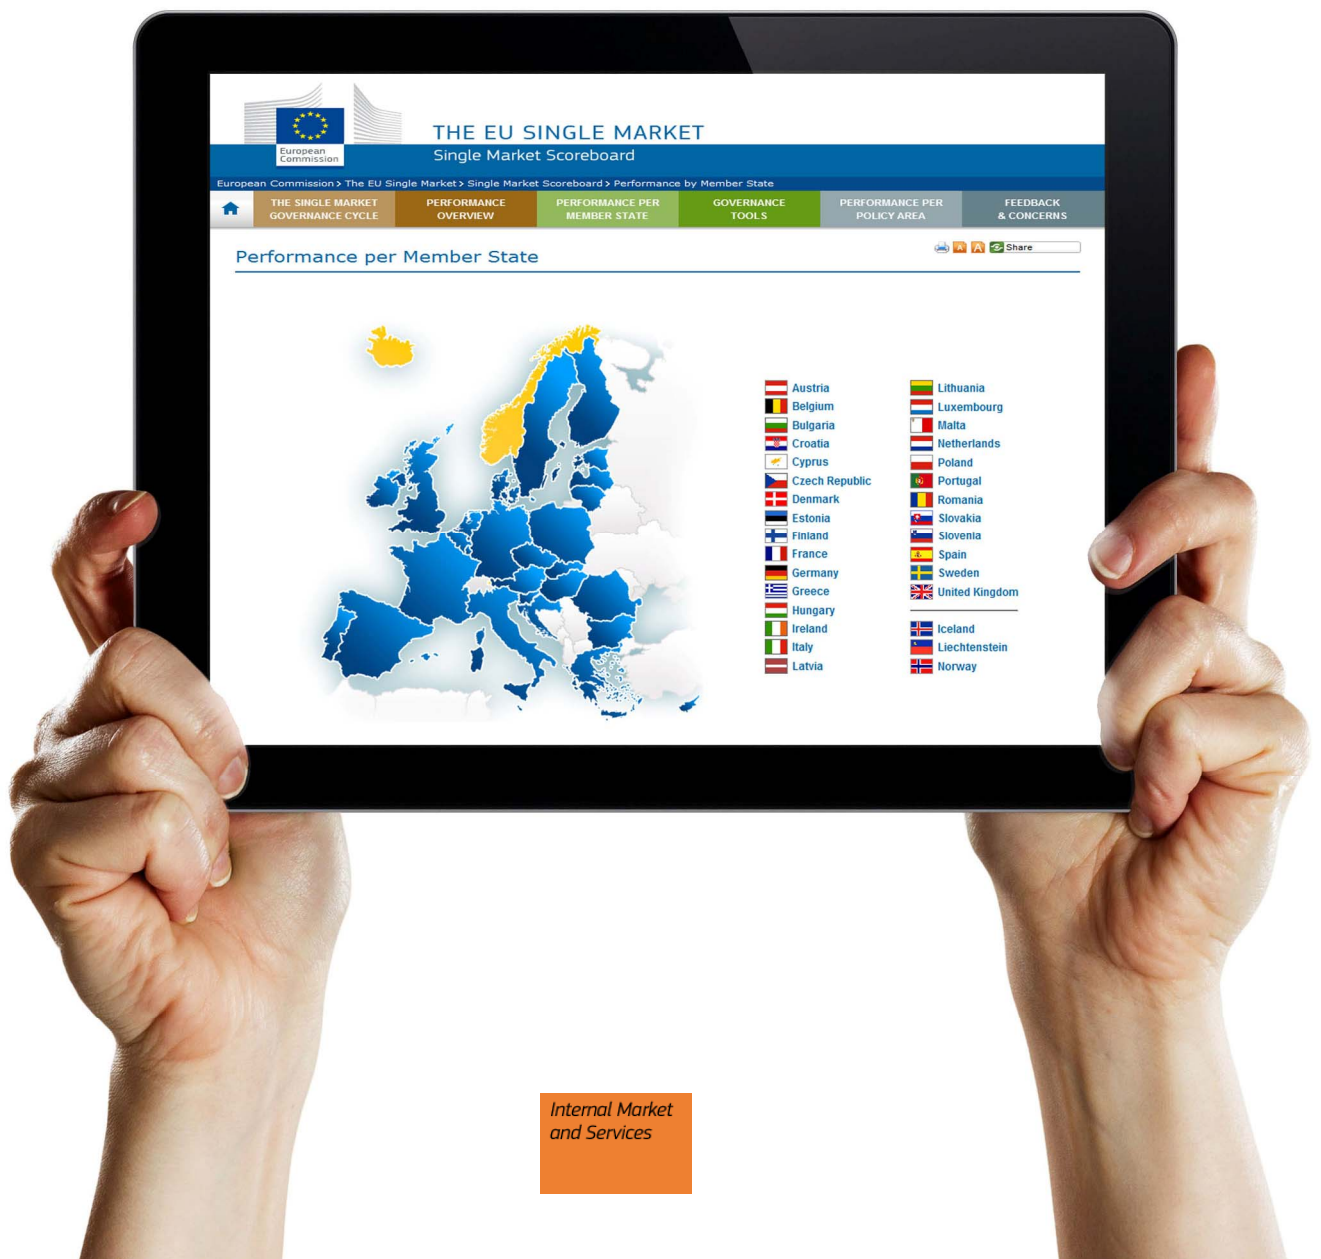 THE EU SINGLE MARKET
European
Commission
Single Market Scoreboard
European Commission > The EU Single Market > Single Market Scoreboard > Performance by Member State
THE SINGLE MARKET
GOVERNANCE CYCLE
PERFORMANCE
OVERVIEW
PERFORMANCE PER
MEMBER STATE
GOVERNANCE
TOOLS
PERFORMANCE PER
POLICY AREA
FEEDBACK
& CONCERNS
A
A
Share
Performance per Member State
Austria
Belgium
Bulgaria
Croatia
Cyprus
Czech Republic
Denmark
Estonia
Finland
France
Germany
Greece
Hungary
Ireland
Italy
Latvia
Lithuania
Luxembourg
Malta
Netherlands
Poland
Portugal
Romania
Slovakia
Slovenia
Spain
Sweden
United Kingdom
Iceland
Liechtenstein
Norway
Internal Market
and Services